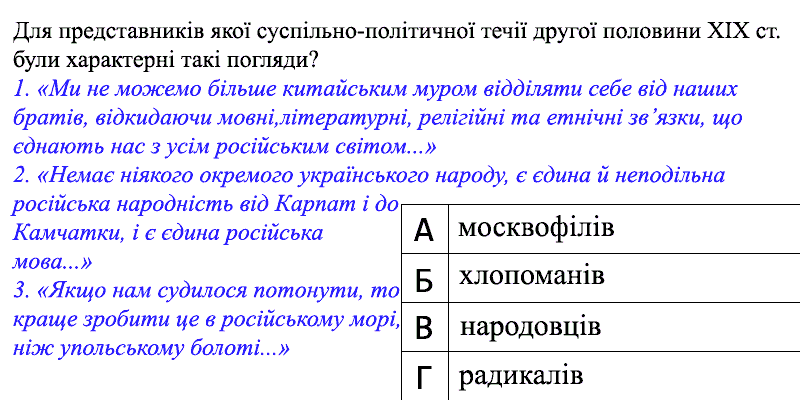 Для представників якої суспільно-політичної течії другої половини XIX ст.
були характерні такі погляди?
1. «Ми не можемо більше китайським муром відділяти себе від наших
братів, відкидаючи мовні,літературні, релігійні та етнічні зв’язки, що
єднають нас з усім російським світом...»
2. «Немає ніякого окремого українського народу, є єдина й неподільна
російська народність від Карпат і до
Камчатки, і є єдина російська
мова...»
3. «Якщо нам судилося потонути, то
краще зробити це в російському морі,
ніж упольському болоті...»
А москвофілів
Б хлопоманів
В народовців
Г радикалів